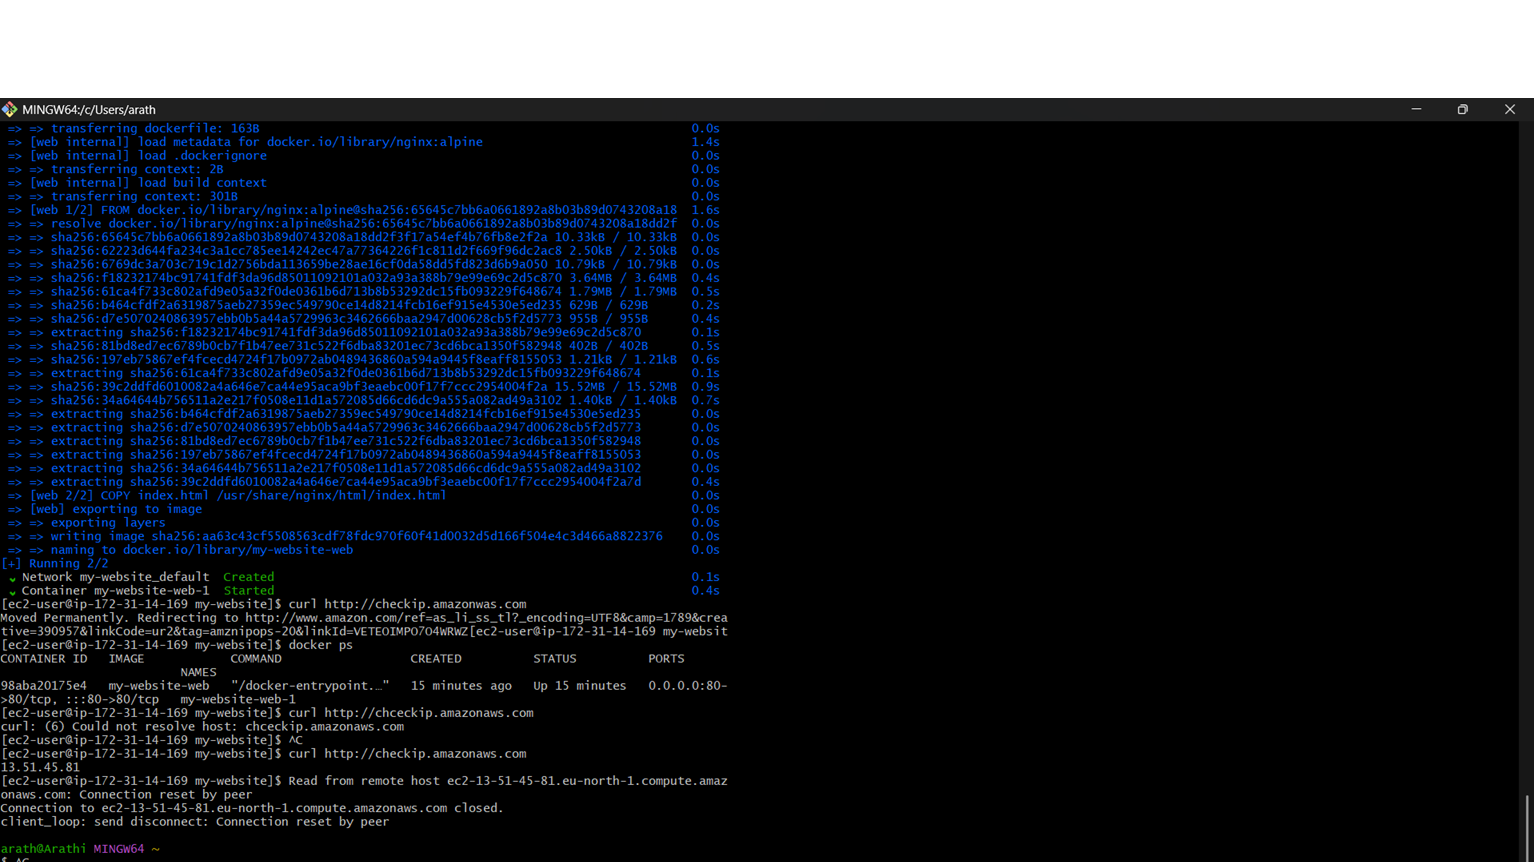 MINGW64:/c/Users/arath
=> => transferring dockerfile: 163B 0.0s
=> [web internal] load metadata for docker.io/library/nginx:alpine 1.4s
=> [web internal] load .dockerignore 0.0s
=> => transferring context: 2B 0.0s
=> [web internal] load build context 0.0s
=> => transferring context: 301B 0.0s
=> [web 1/2] FROM docker.io/library/nginx:alpine@sha256:65645c7bb6a0661892a8b03b89d0743208a18 1.6s
=> => resolve docker.io/library/nginx:alpine@sha256:65645c7bb6a0661892a8b03b89d0743208a18dd2f 0.0s
=> => sha256:65645c7bb6a0661892a8b03b89d0743208a18dd2f3f17a54ef4b76fb8e2f2a 10.33kB / 10.33kB 0.0s
=> => sha256:62223d644fa234c3a1cc785ee14242ec47a77364226f1c811d2f669f96dc2ac8 2.50kB / 2.50kB 0.0s
=> => sha256:6769dc3a703c719c1d2756bda113659be28ae16cf0da58dd5fd823d6b9a050 10.79kB / 10.79kB 0.0s
=> => sha256:f18232174bc91741fdf3da96d85011092101a032a93a388b79e99e69c2d5c870 3.64MB / 3.64MB 0.4s
=> => sha256:61ca4f733c802afd9e05a32f0de0361b6d713b8b53292dc15fb093229f648674 1.79MB / 1.79MB 0.5s
=> => sha256:b464cfdf2a6319875aeb27359ec549790ce14d8214fcb16ef915e4530e5ed235 629B / 629B 0.2s
=> => sha256:d7e5070240863957ebb0b5a44a5729963c3462666baa2947d00628cb5f2d5773 955B / 955B 0.4s
=> => extracting sha256:f18232174bc91741fdf3da96d85011092101a032a93a388b79e99e69c2d5c870 0.1s
=> => sha256:81bd8ed7ec6789b0cb7f1b47ee731c522f6dba83201ec73cd6bca1350f582948 402B / 402B 0.5s
=> => sha256:197eb75867ef4fcecd4724f17b0972ab0489436860a594a9445f8eaff8155053 1.21kB / 1.21kB 0.6s
=> => extracting sha256:61ca4f733c802afd9e05a32f0de0361b6d713b8b53292dc15fb093229f648674 0.1s
=> => sha256:39c2ddfd6010082a4a646e7ca44e95aca9bf3eaebc00f17f7ccc2954004f2a 15.52MB / 15.52MB 0.9s
=> => sha256:34a64644b756511a2e217f0508e11d1a572085d66cd6dc9a555a082ad49a3102 1.40kB / 1.40kB 0.7s
=> => extracting sha256:b464cfdf2a6319875aeb27359ec549790ce14d8214fcb16ef915e4530e5ed235 0.0s
=> => extracting sha256:d7e5070240863957ebb0b5a44a5729963c3462666baa2947d00628cb5f2d5773 0.0s
=> => extracting sha256:81bd8ed7ec6789b0cb7f1b47ee731c522f6dba83201ec73cd6bca1350f582948 0.0s
=> => extracting sha256:197eb75867ef4fcecd4724f17b0972ab0489436860a594a9445f8eaff8155053 0.0s
=> => extracting sha256:34a64644b756511a2e217f0508e11d1a572085d66cd6dc9a555a082ad49a3102 0.0s
=> => extracting sha256:39c2ddfd6010082a4a646e7ca44e95aca9bf3eaebc00f17f7ccc2954004f2a7d 0.4s
=> [web 2/2] COPY index.html /usr/share/nginx/html/index.html 0.0s
=> [web] exporting to image 0.0s
=> => exporting layers 0.0s
=> => writing image sha256:aa63c43cf5508563cdf78fdc970f60f41d0032d5d166f504e4c3d466a8822376 0.0s
=> => naming to docker.io/library/my-website-web 0.0s
[+] Running 2/2
Network my-website_default Created 0.1s
Container my-website-web-1 Started 0.4s
[ec2-user@ip-172-31-14-169 my-website]$ curl http://checkip.amazonwas.com
Moved Permanently. Redirecting to http://www.amazon.com/ref=as_li_ss_tl?_encoding=UTF8&camp=1789&crea
tive=390957&linkCode=ur2&tag=amznipops-20&linkId=VETEOIMPO7O4WRWZ[ec2-user@ip-172-31-14-169 my-websit
[ec2-user@ip-172-31-14-169 my-website]$ docker ps
CONTAINER ID IMAGE COMMAND CREATED STATUS PORTS
NAMES
98aba20175e4 my-website-web "/docker-entrypoint.…" 15 minutes ago Up 15 minutes 0.0.0.0:80-
>80/tcp, :::80->80/tcp my-website-web-1
[ec2-user@ip-172-31-14-169 my-website]$ curl http://chceckip.amazonaws.com
curl: (6) Could not resolve host: chceckip.amazonaws.com
[ec2-user@ip-172-31-14-169 my-website]$ ^C
[ec2-user@ip-172-31-14-169 my-website]$ curl http://checkip.amazonaws.com
13.51.45.81
[ec2-user@ip-172-31-14-169 my-website]$ Read from remote host ec2-13-51-45-81.eu-north-1.compute.amaz
onaws.com: Connection reset by peer
Connection to ec2-13-51-45-81.eu-north-1.compute.amazonaws.com closed.
client_loop: send disconnect: Connection reset by peer
arath@Arathi MINGW64 ~
$ ^C